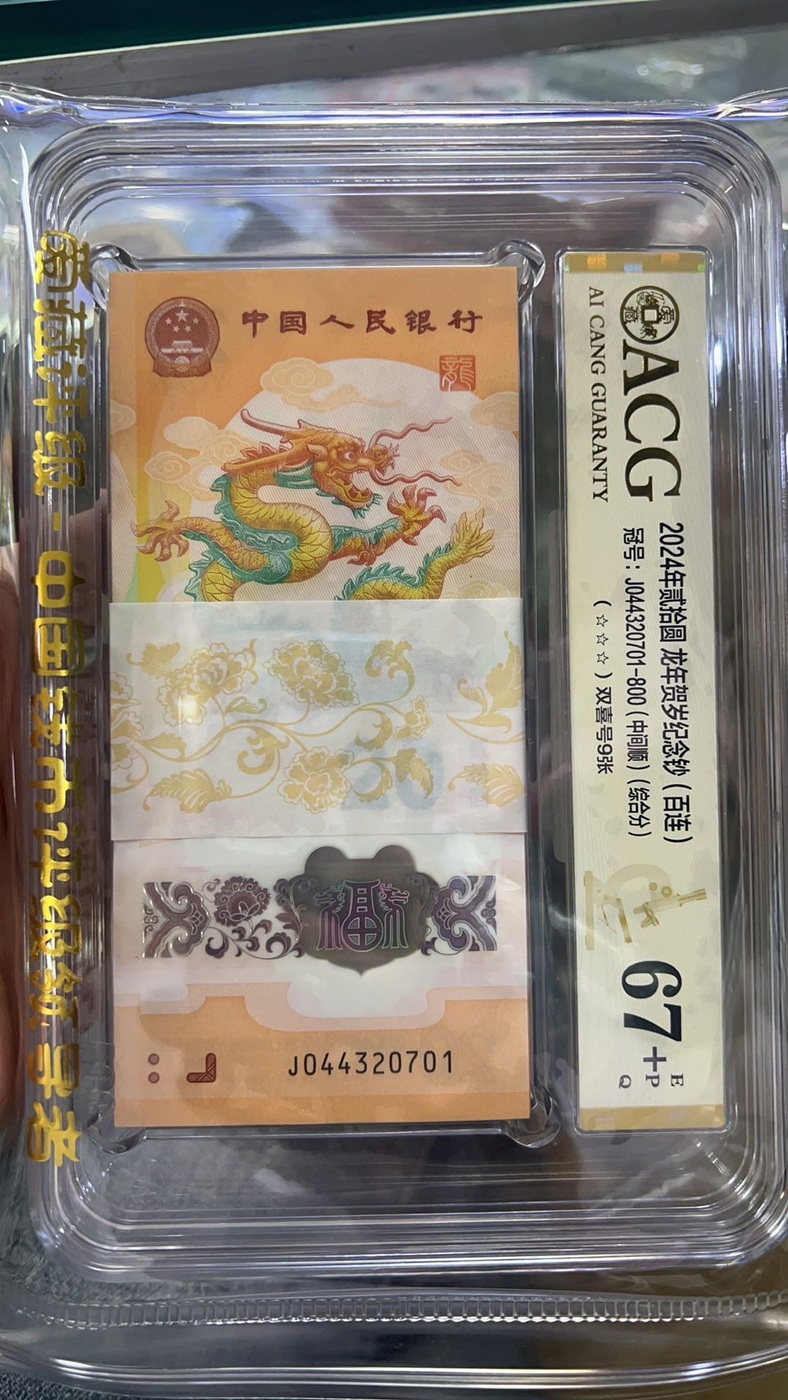 爱藏评级-中国钱币评级领导者
中国人民银行
龍
J044320701
ACG
AI CANG GUARANTY
2024年贰拾圆 龙年贺岁纪念钞（百连）
冠号：J044320701-800（中间顺）（综合分）
（☆☆☆）双喜号9张
67+
E
P
Q